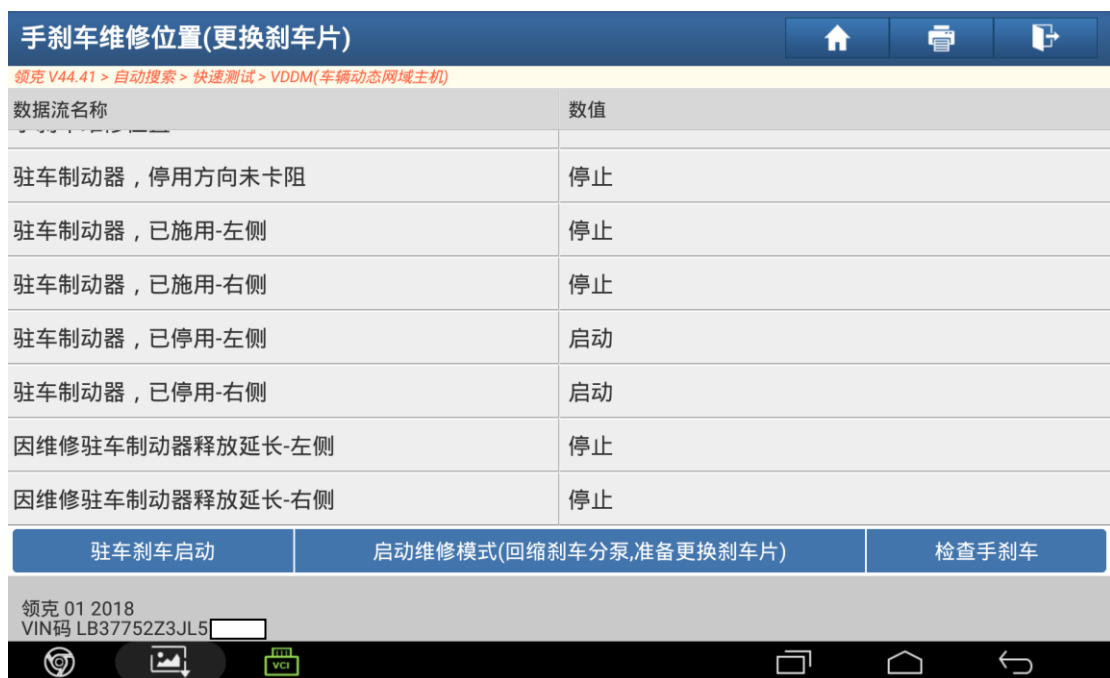 手刹车维修位置(更换刹车片)
领克 V44.41 > 自动搜索 > 快速测试 > VDDM(车辆动态网域主机)
数据流名称 数值
驻车制动器，停用方向未卡阻 停止
驻车制动器，已施用-左侧 停止
驻车制动器，已施用-右侧 停止
驻车制动器，已停用-左侧 启动
驻车制动器，已停用-右侧 启动
因维修驻车制动器释放延长-左侧 停止
因维修驻车制动器释放延长-右侧 停止
驻车刹车启动 启动维修模式(回缩刹车分泵,准备更换刹车片) 检查手刹车
领克 01 2018
VIN码 LB37752Z3JL5
VCI